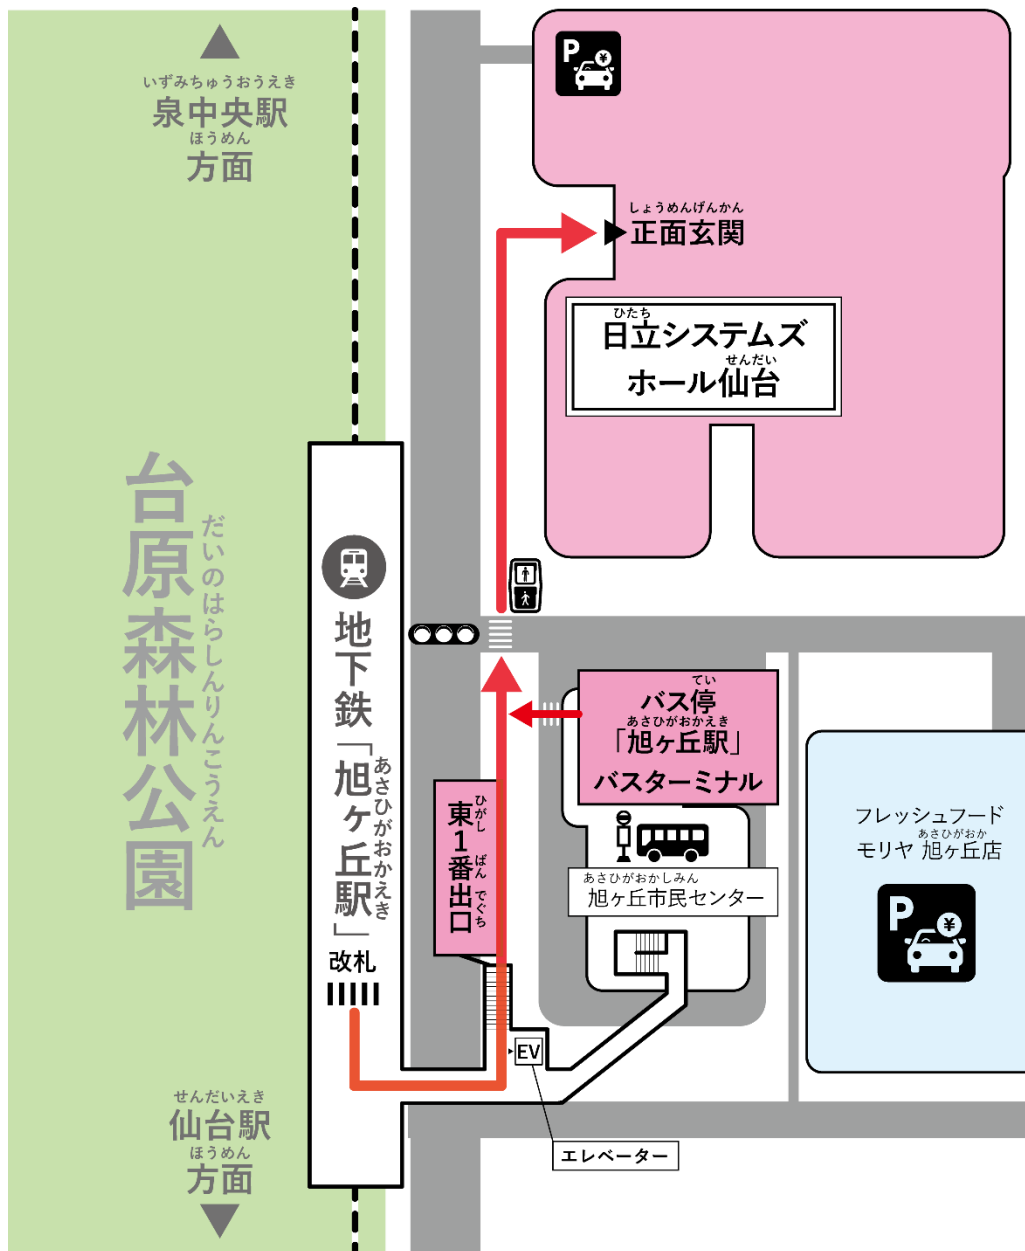 いずみちゅうおうえき
泉中央駅
ほうめん
方面
P
¥
しょうめんげんかん
正面玄関
ひたち
日立システムズ
せんだい
ホール仙台
台原森林公園
だいのはらしんりんこうえん
地下鉄「旭ヶ丘駅」
あさひがおかえき
改札
てい
バス停
あさひがおかえき
「旭ヶ丘駅」
バスターミナル
ひがし ばん でぐち
東1番出口
あさひがおかしみん
旭ヶ丘市民センター
フレッシュフード
あさひがおか
モリヤ 旭ヶ丘店
P
¥
EV
エレベーター
せんだいえき
仙台駅
ほうめん
方面